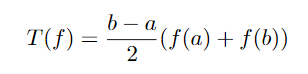 T(f) = \frac{b - a}{2}(f(a) + f(b))